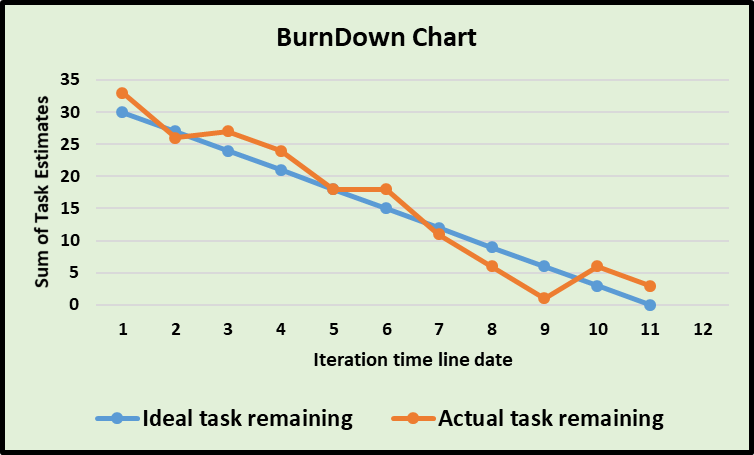 BurnDown Chart
35
30
25
20
15
10
5
0
Sum of Task Estimates
1 2 3 4 5 6 7 8 9 10 11 12
Iteration time line date
Ideal task remaining Actual task remaining